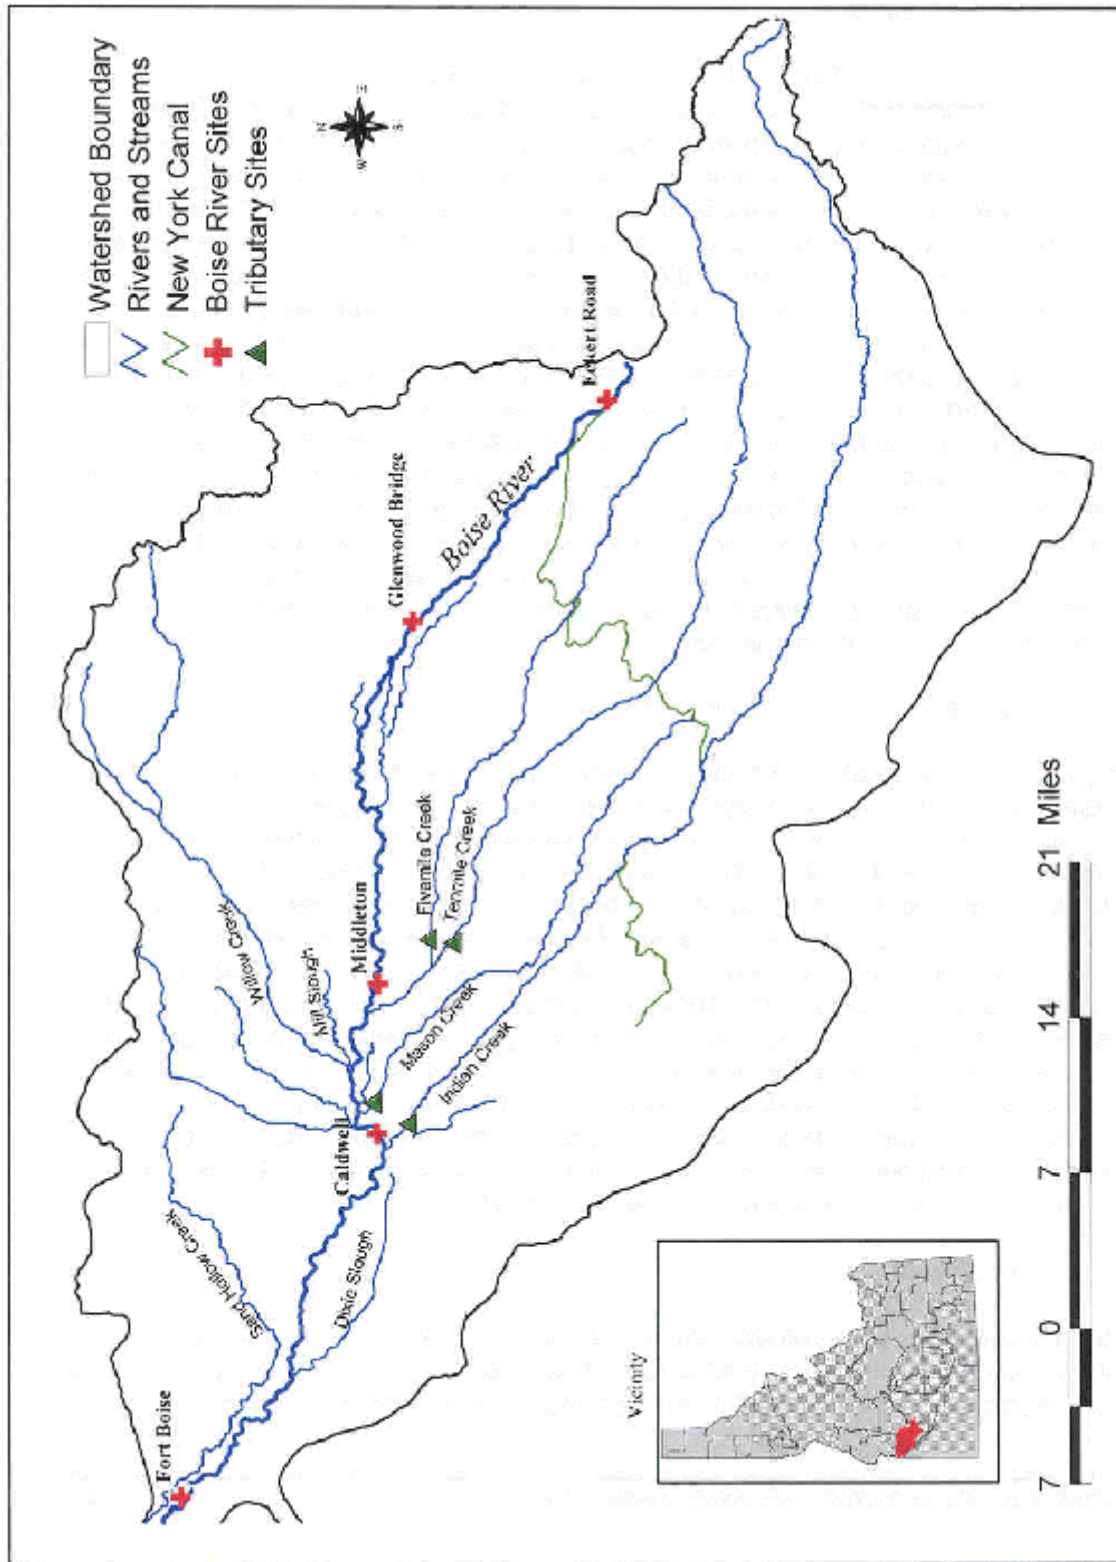 Watershed Boundary
Rivers and Streams
New York Canal
Boise River Sites
Tributary Sites
N
W
E
S
Fort Boise
Sand Hollow Creek
Dixie Slough
Caldwell
Willow Creek
Mill Slough
Middleton
Mason Creek
Indian Creek
Fivemile Creek
Tenmile Creek
Glenwood Bridge
Boise River
Eckert Road
Vicinity
7 0 7 14 21 Miles